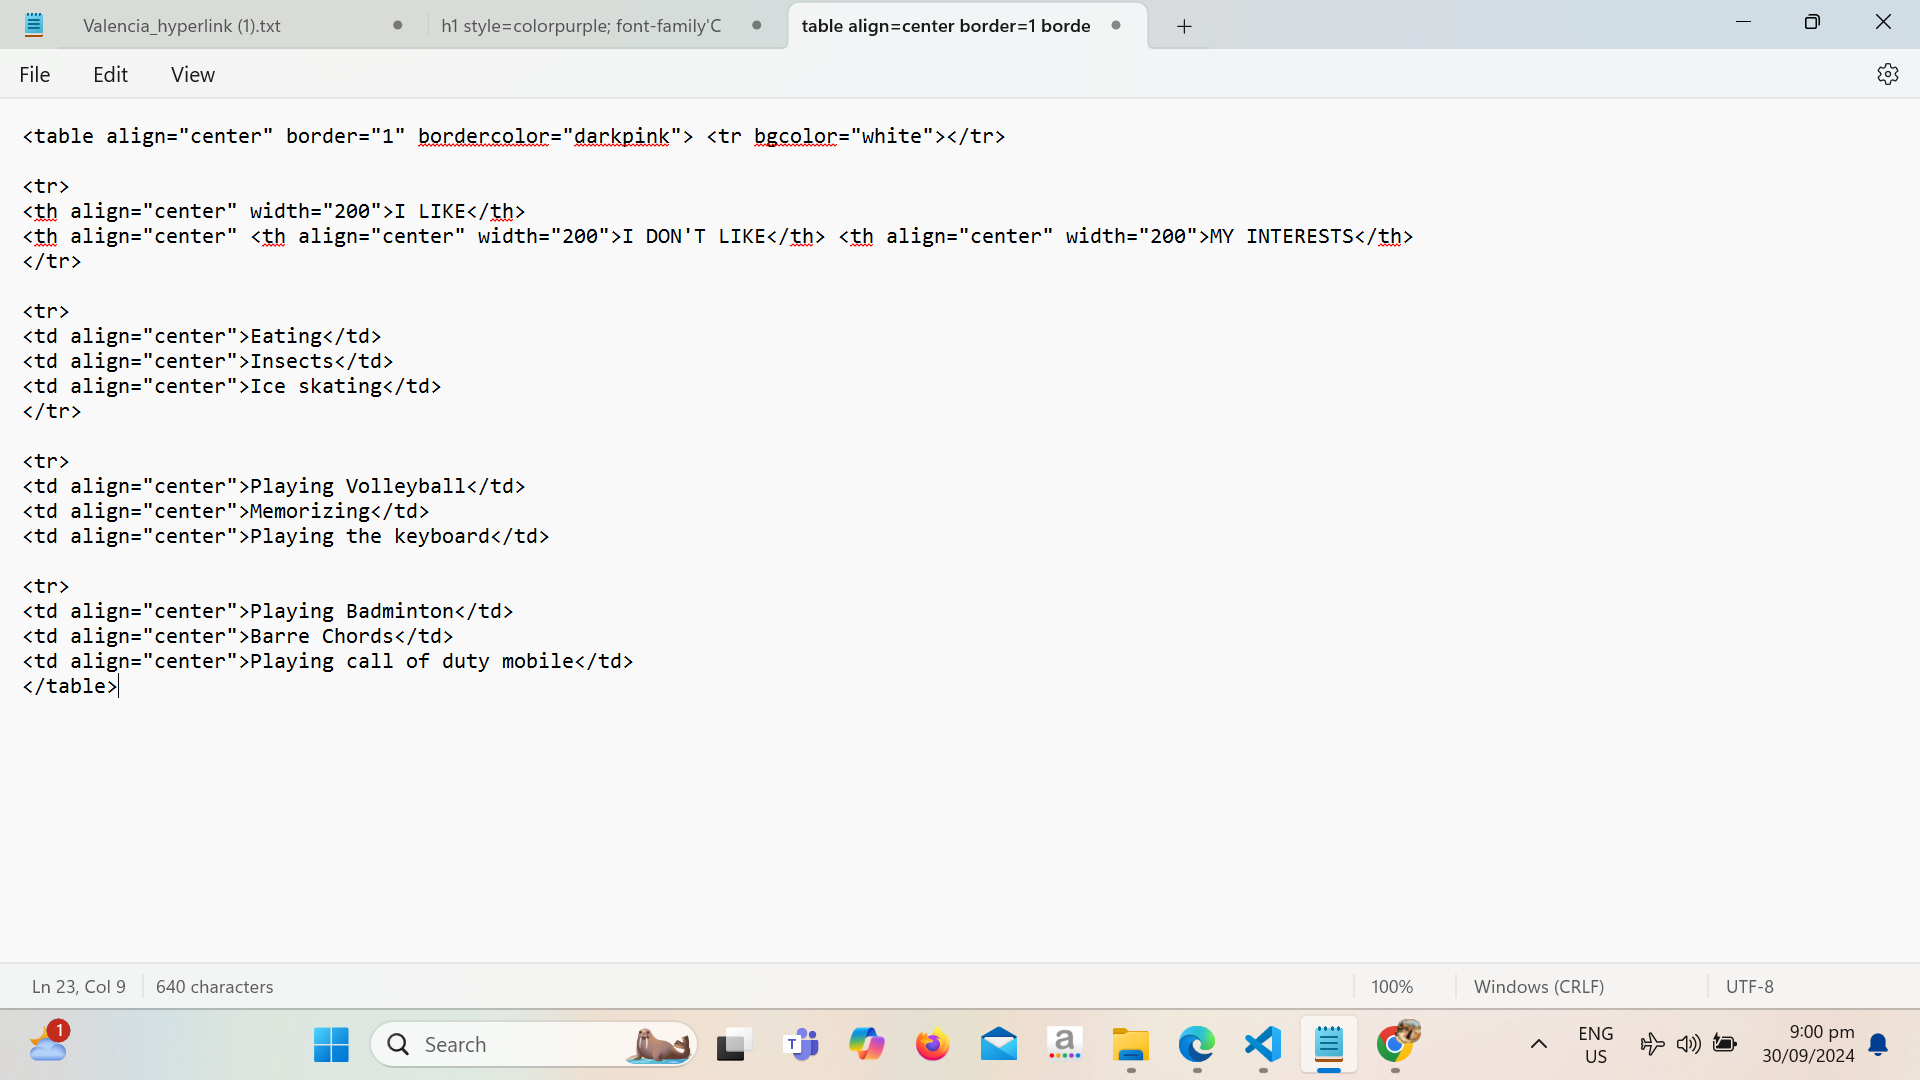 Valencia_hyperlink (1).txt
h1 style=colorpurple; font-family'C
table align=center border=1 borde
File Edit View
<table align="center" border="1" bordercolor="darkpink"> <tr bgcolor="white"></tr>
<tr>
<th align="center" width="200">I LIKE</th>
<th align="center" <th align="center" width="200">I DON'T LIKE</th> <th align="center" width="200">MY INTERESTS</th>
</tr>
<tr>
<td align="center">Eating</td>
<td align="center">Insects</td>
<td align="center">Ice skating</td>
</tr>
<tr>
<td align="center">Playing Volleyball</td>
<td align="center">Memorizing</td>
<td align="center">Playing the keyboard</td>
<tr>
<td align="center">Playing Badminton</td>
<td align="center">Barre Chords</td>
<td align="center">Playing call of duty mobile</td>
</table>
Ln 23, Col 9 640 characters 100% Windows (CRLF) UTF-8
1
Search
T
a
ENG
US
9:00 pm
30/09/2024